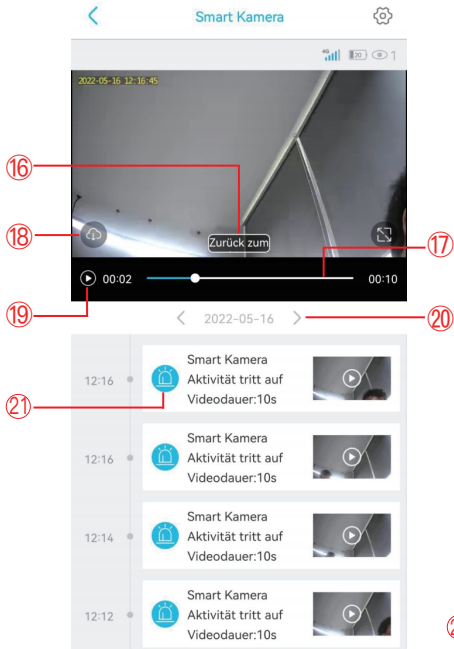 Smart Kamera
4G 20 1
2022-05-16 12:16:45
16
18
Zurück zum
17
00:02 00:10
19
2022-05-16
20
Smart Kamera
12:16 Aktivität tritt auf
21
Videodauer:10s
Smart Kamera
12:16 Aktivität tritt auf
Videodauer:10s
Smart Kamera
12:14 Aktivität tritt auf
Videodauer:10s
Smart Kamera
12:12 Aktivität tritt auf
Videodauer:10s